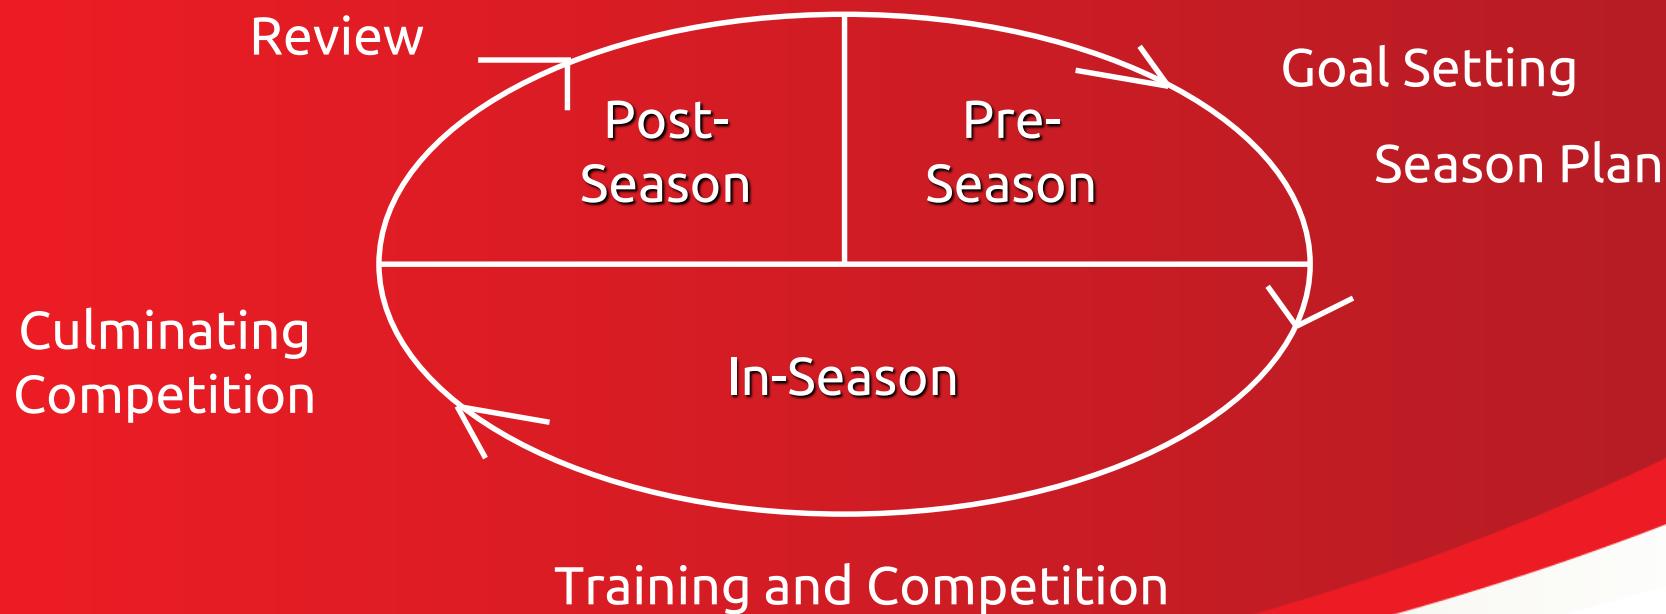 Review
Goal Setting
Season Plan
Post-
Season
Pre-
Season
In-Season
Culminating
Competition
Training and Competition